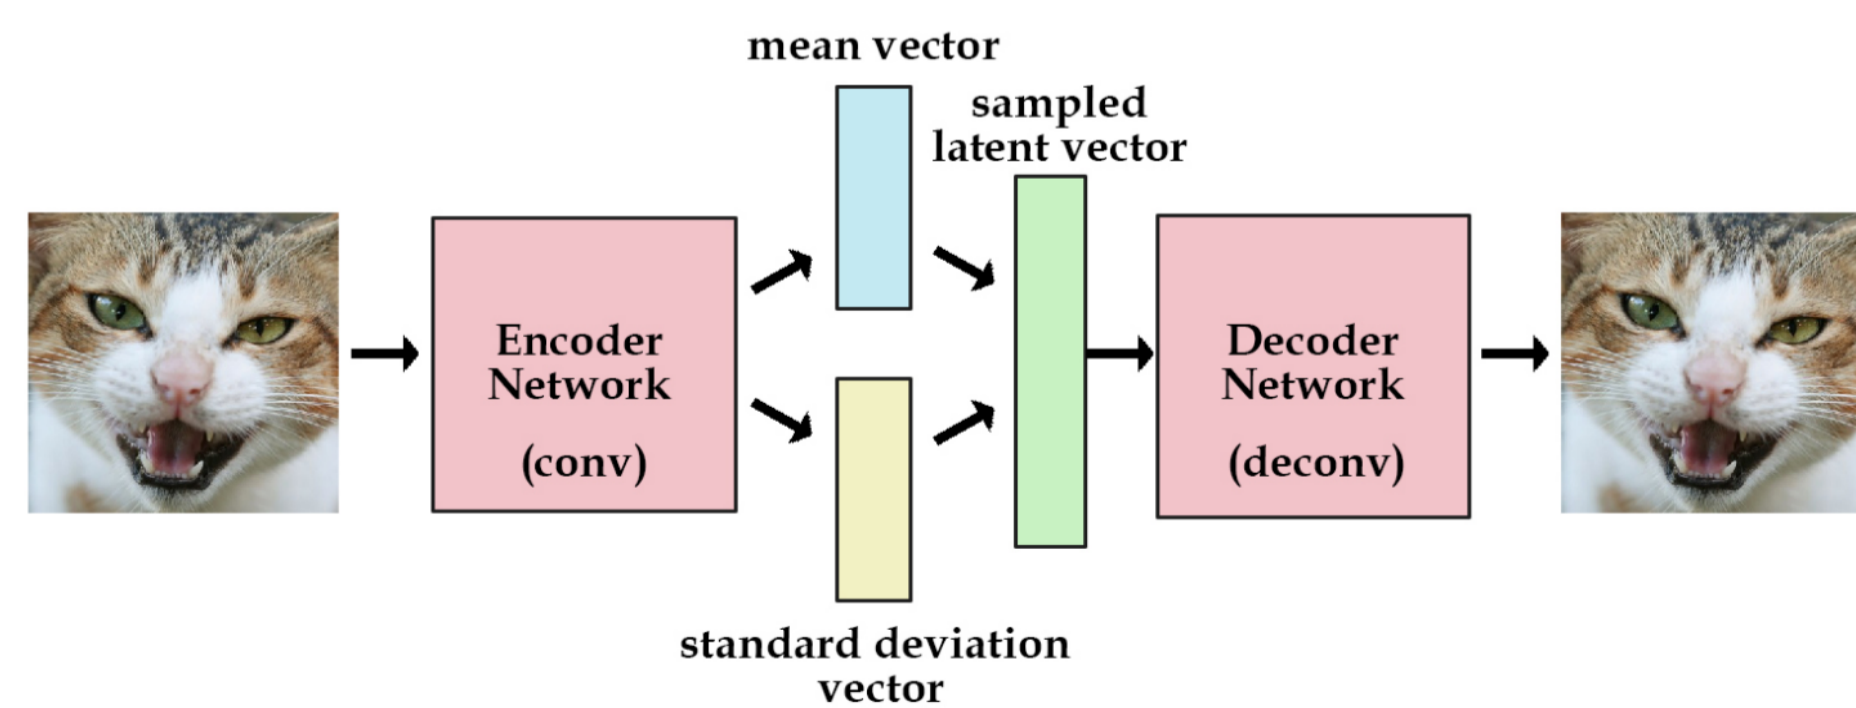 mean vector
sampled
latent vector
Encoder
Network
(conv)
Decoder
Network
(deconv)
standard deviation
vector